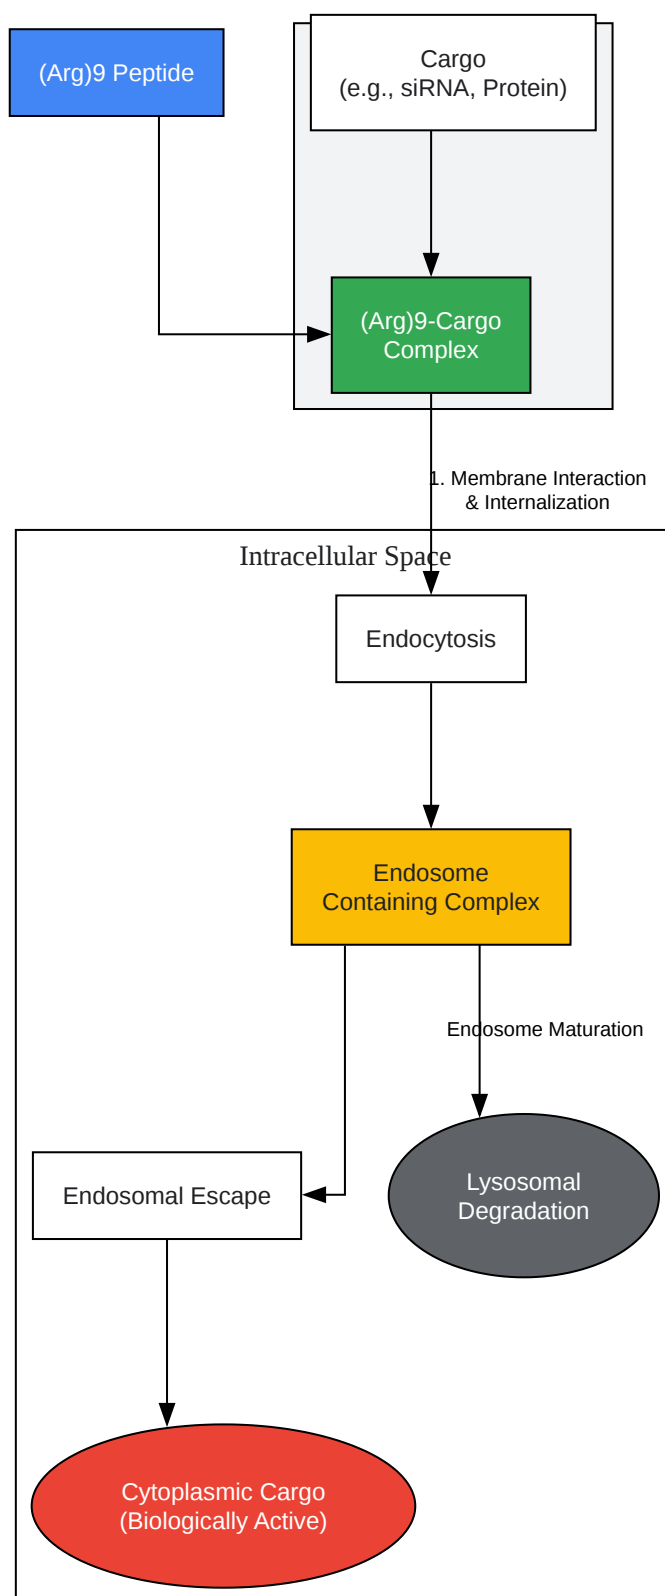 (Arg)9 Peptide
Cargo
(e.g., siRNA, Protein)
(Arg)9-Cargo
Complex
1. Membrane Interaction
& Internalization
Intracellular Space
Endocytosis
Endosome
Containing Complex
Endosome Maturation
Endosomal Escape
Lysosomal
Degradation
Cytoplasmic Cargo
(Biologically Active)